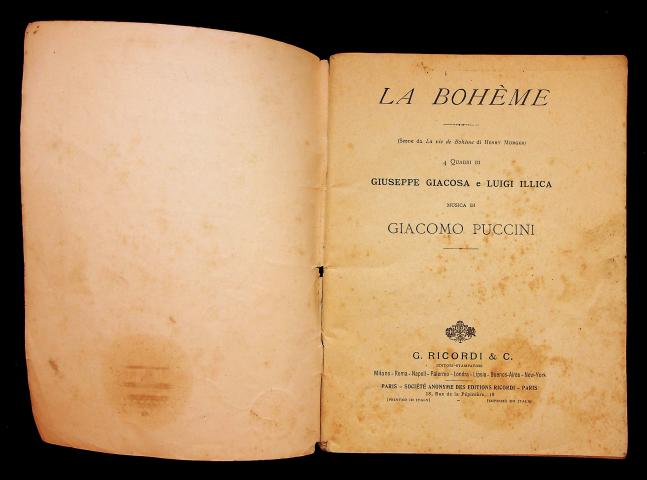 LA BOHÈME
(Scene da La vie de Bohème di HENRY MURGER)
4 QUADRI DI
GIUSEPPE GIACOSA e LUIGI ILLICA
MUSICA DI
GIACOMO PUCCINI
G. RICORDI & C.
EDITORI-STAMPATORI
Milano - Roma - Napoli - Palermo - Londra - Lipsia - Buenos-Aires - New-York
PARIS - SOCIÉTÉ ANONYME DES EDITIONS RICORDI - PARIS
18, Rue de la Pépinière, 18
(PRINTED IN ITALY) (IMPRIMÉ EN ITALIE)